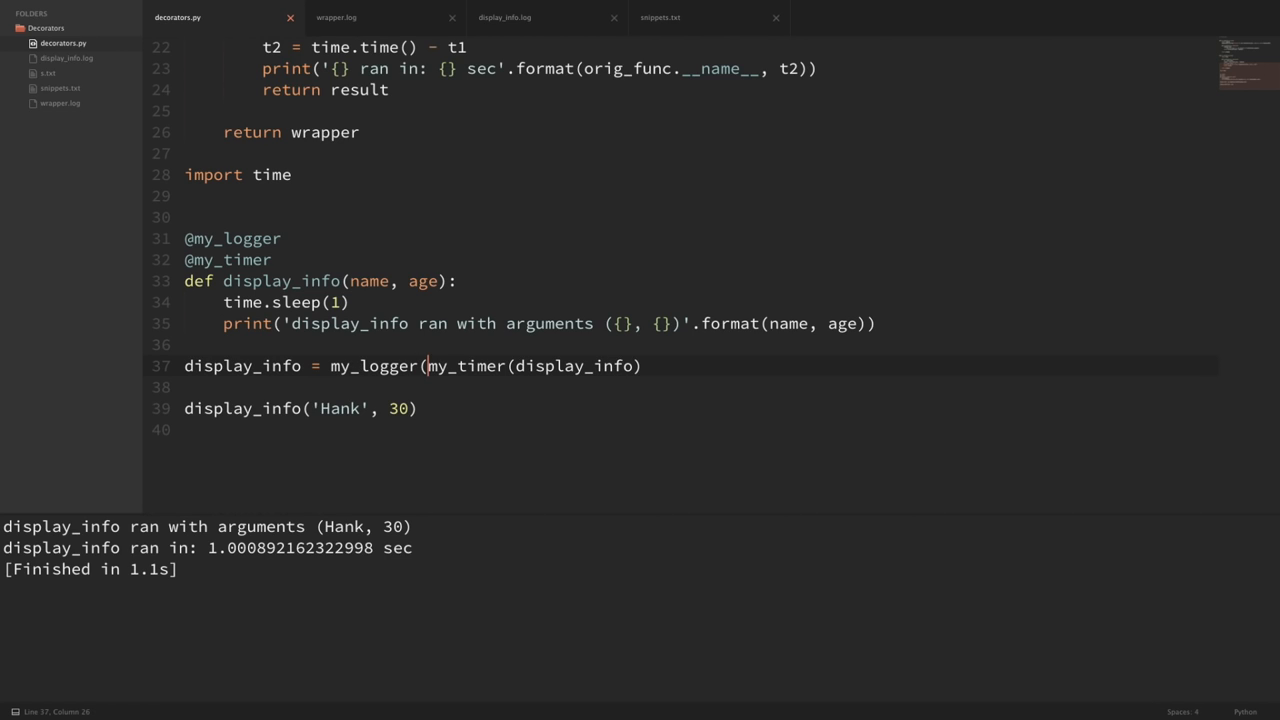 FOLDERS
Decorators
decorators.py
display_info.log
s.txt
snippets.txt
wrapper.log
decorators.py
wrapper.log
display_info.log
snippets.txt
22 t2 = time.time() - t1
23 print('{} ran in: {} sec'.format(orig_func.__name__, t2))
24 return result
25
26 return wrapper
27
28 import time
29
30
31 @my_logger
32 @my_timer
33 def display_info(name, age):
34 time.sleep(1)
35 print('display_info ran with arguments ({}, {})'.format(name, age))
36
37 display_info = my_logger(my_timer(display_info)
38
39 display_info('Hank', 30)
40
display_info ran with arguments (Hank, 30)
display_info ran in: 1.000892162322998 sec
[Finished in 1.1s]
Line 37, Column 26
Spaces: 4
Python